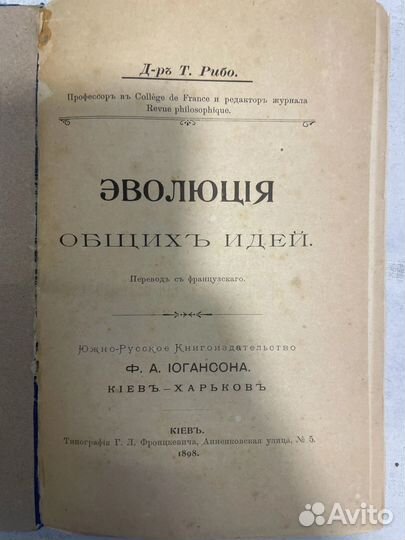 Д-ръ Т. Рибо.
Профессоръ въ Collège de France и редакторъ журнала
Revue philosophique.
ЭВОЛЮЦІЯ
ОБЩИХЪ ИДЕЙ.
Переводъ съ французскаго.
Южно-Русское Книгоиздательство
Ф. А. ІОГАНСОНА.
КІЕВЪ.—ХАРЬКОВЪ
КІЕВЪ.
Типографія Г. Л. Фронцкевича, Анненковская улица, № 5.
1898.
Avito